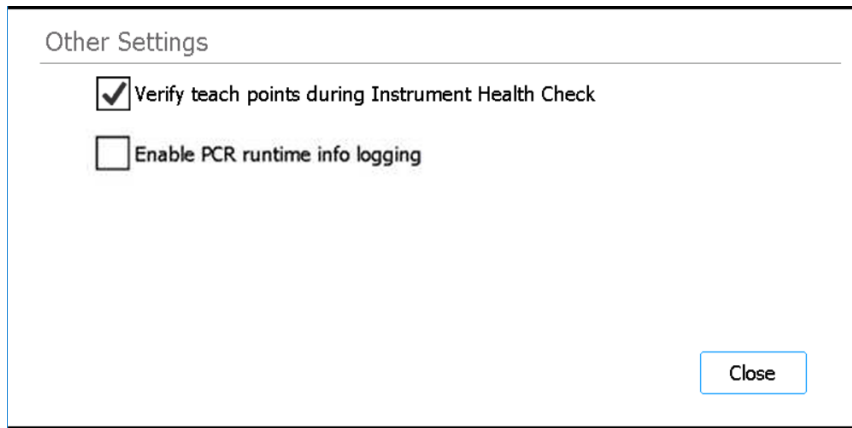 Other Settings
Verify teach points during Instrument Health Check
Enable PCR runtime info logging
Close